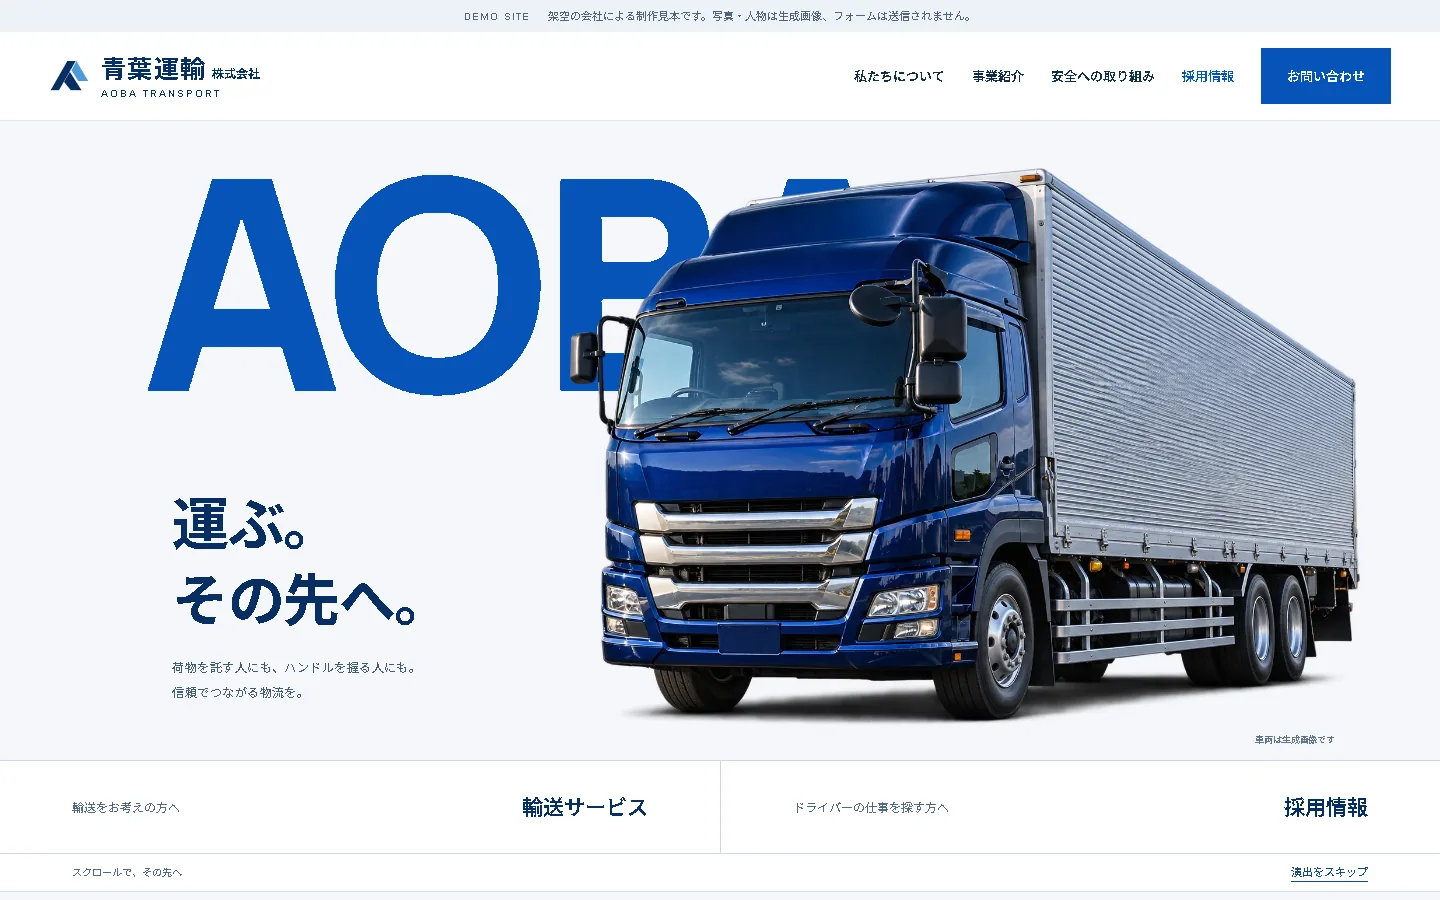 DEMO SITE 架空の会社による制作見本です。写真・人物は生成画像、フォームは送信されません。
青葉運輸 株式会社
AOBA TRANSPORT
私たちについて 事業紹介 安全への取り組み 採用情報 お問い合わせ
AOBA
運ぶ。
その先へ。
荷物を託す人にも、ハンドルを握る人にも。
信頼でつながる物流を。
車両は生成画像です
輸送をお考えの方へ 輸送サービス ドライバーの仕事を探す方へ 採用情報
スクロールで、その先へ 演出をスキップ